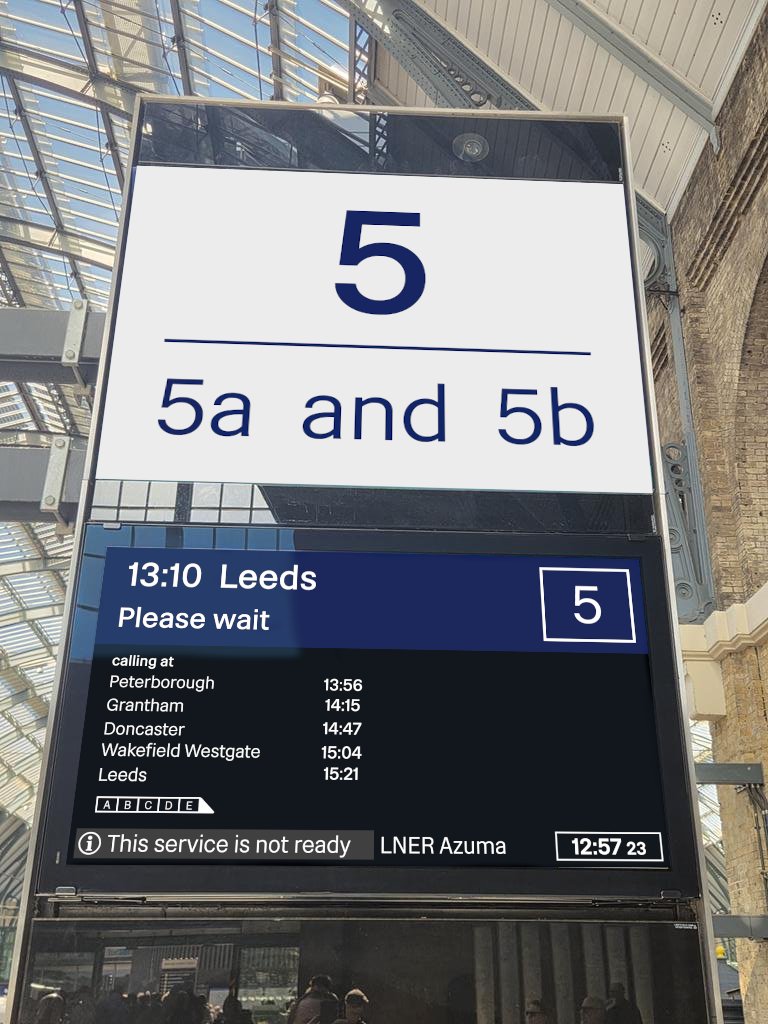 5
5a and 5b
13:10 Leeds
Please wait
5
calling at
Peterborough 13:56
Grantham 14:15
Doncaster 14:47
Wakefield Westgate 15:04
Leeds 15:21
A B C D E
This service is not ready LNER Azuma 12:57 23